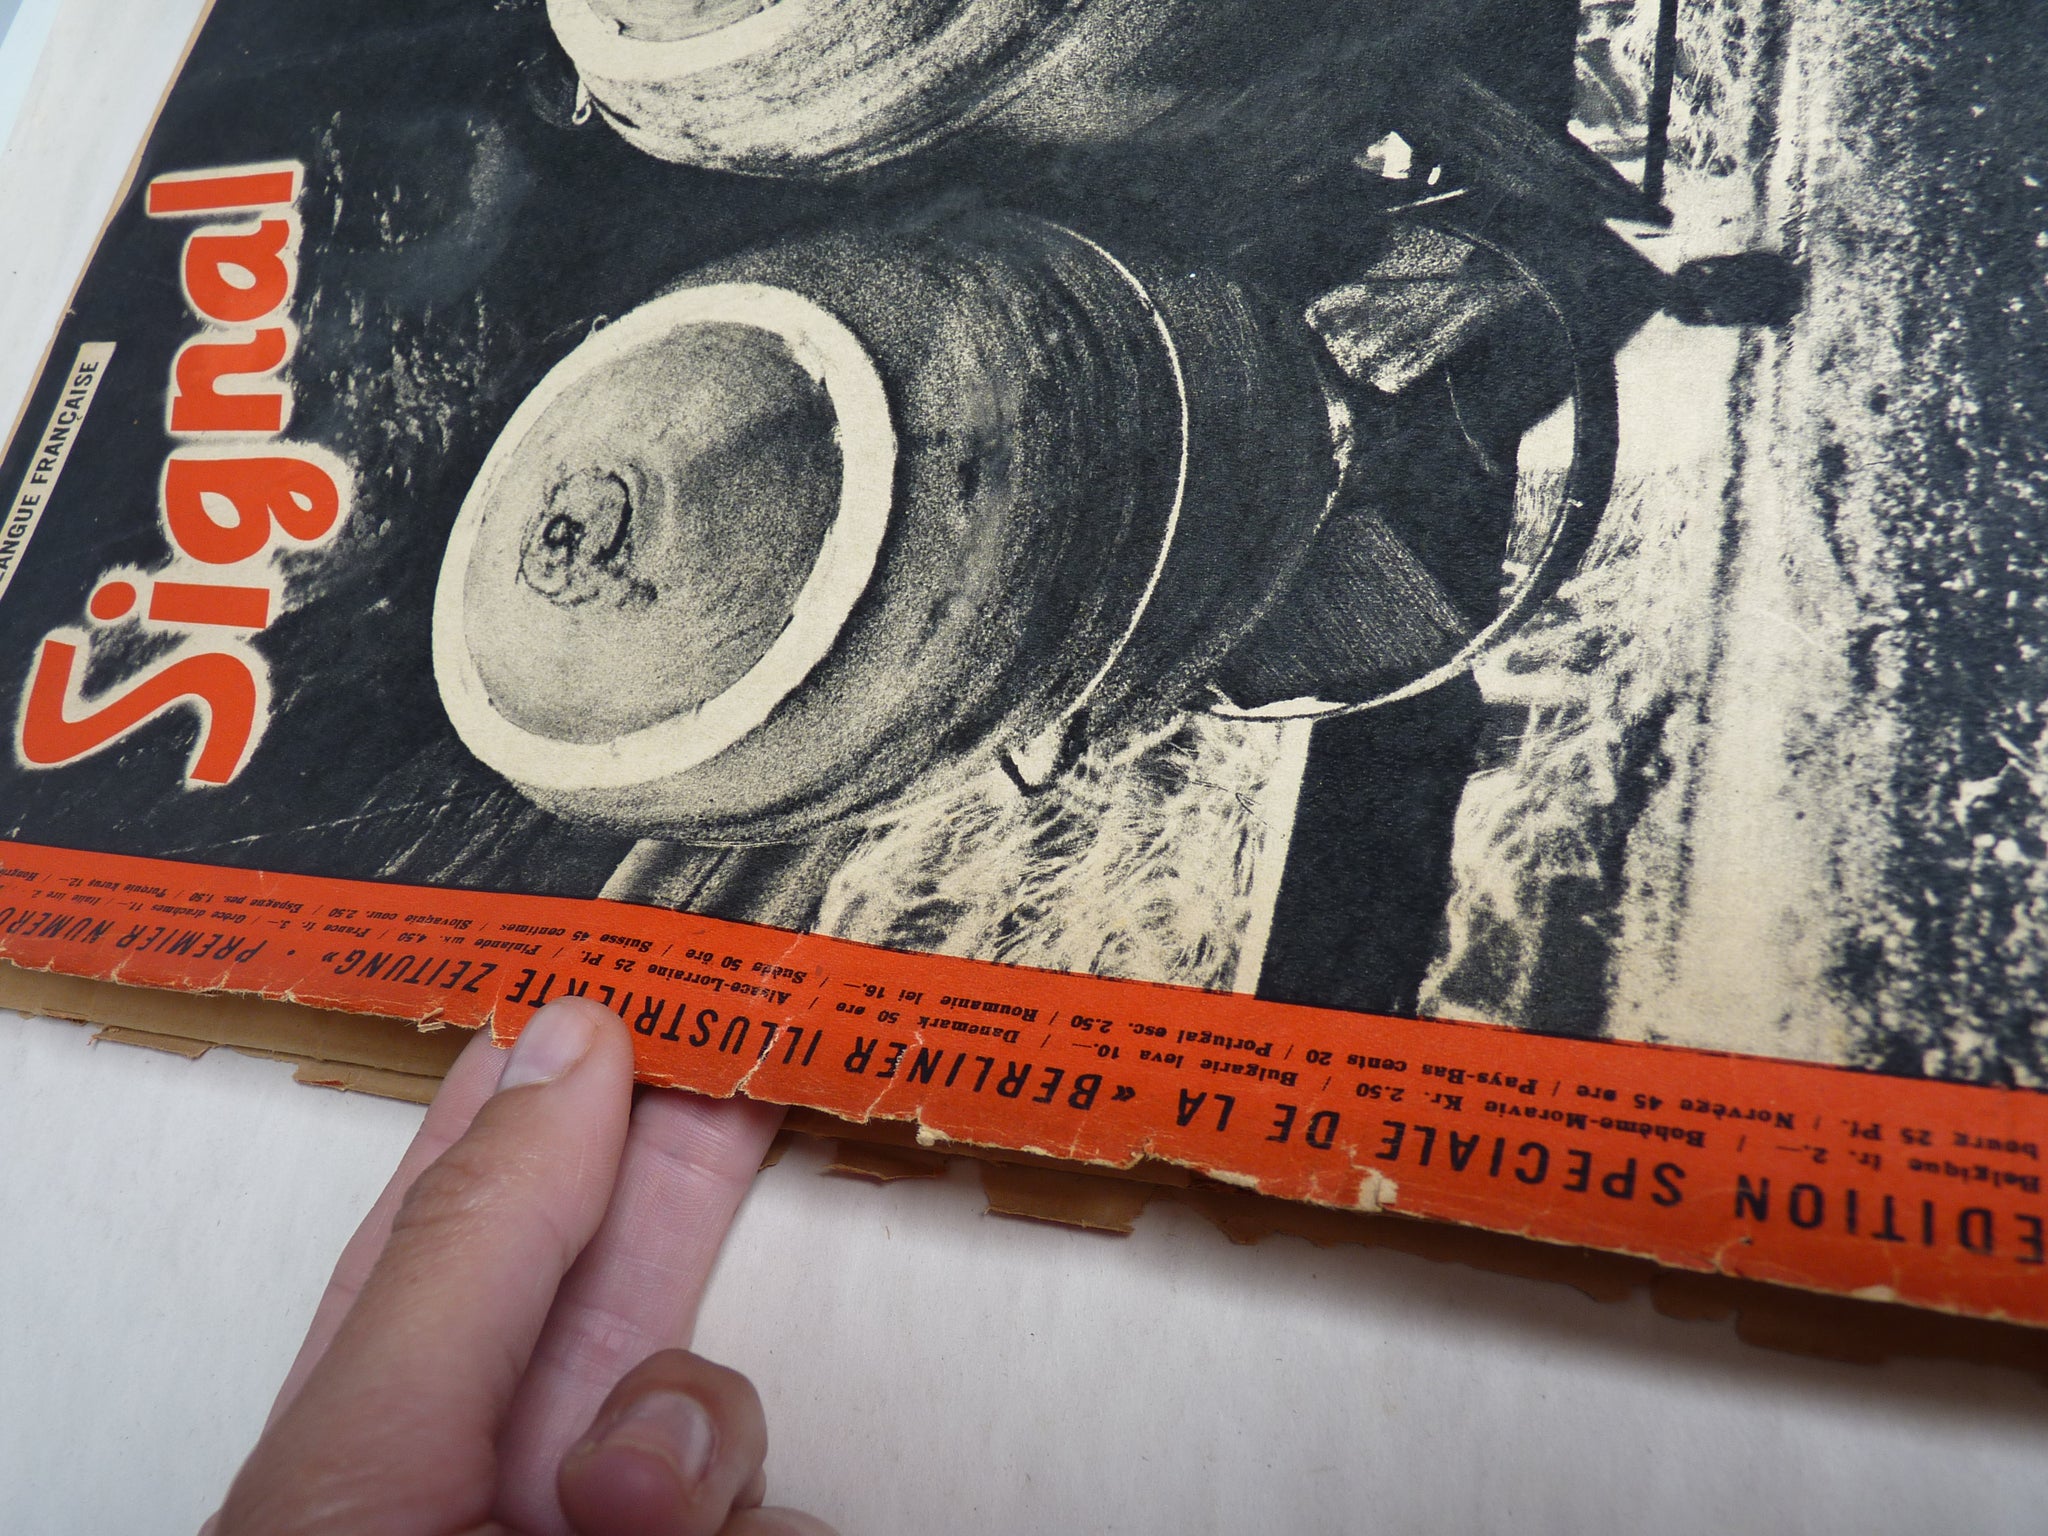 LANGUE FRANÇAISE
Signal
EDITION SPECIALE DE LA « BERLINER ILLUSTRIERTE ZEITUNG» · PREMIER NUMERO
Belgique fr. 2.— / Bohême-Moravie Kr. 2.50 / Bulgarie leva 10.— / Danemark 50 øre / Alsace-Lorraine 25 Pf. / Finlande mk. 4.50 / France fr. 3.— / Grèce drachmes 11.— / Italie lire 2.
bourg 25 Pf. / Norvège 45 øre / Pays-Bas cents 20 / Portugal esc. 2.50 / Roumanie lei 16.— / Suède 50 öre / Suisse 45 centimes / Slovaquie cour. 2.50 / Espagne pes. 1.50 / Turquie kuruş 12.— /